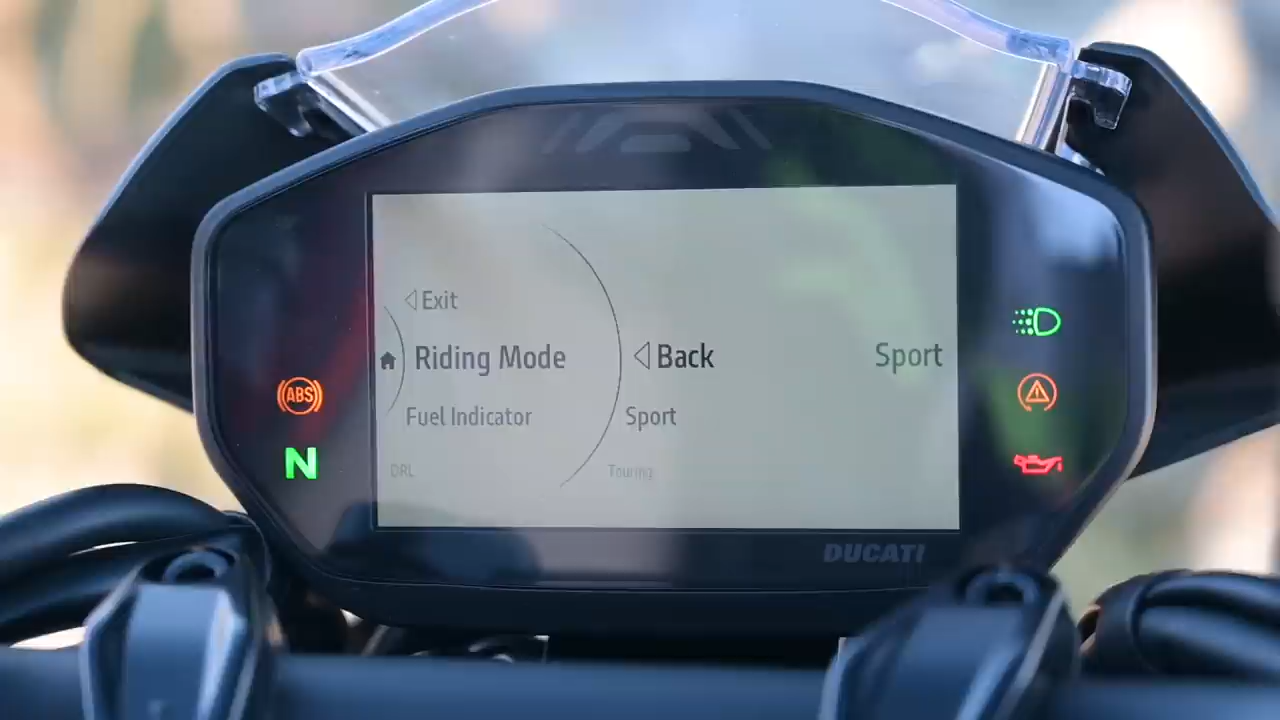 Exit
Riding Mode
Back
Sport
ABS
Fuel Indicator
Sport
N
DRL
Touring
DUCATI